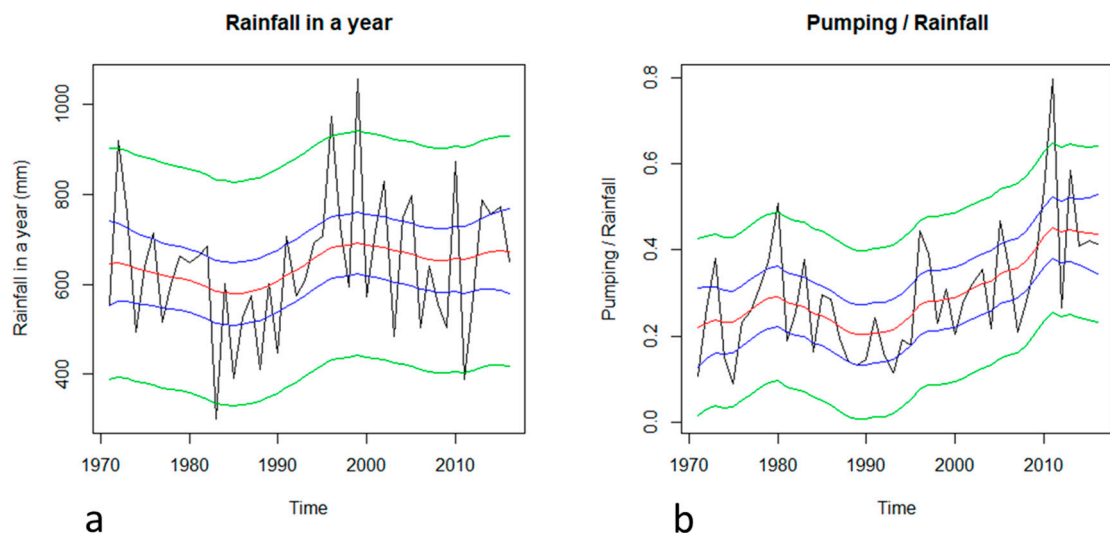 Rainfall in a year
Rainfall in a year (mm)
1000
800
600
400
1970 1980 1990 2000 2010
Time
a
Pumping / Rainfall
Pumping / Rainfall
0.8
0.6
0.4
0.2
0.0
1970 1980 1990 2000 2010
Time
b